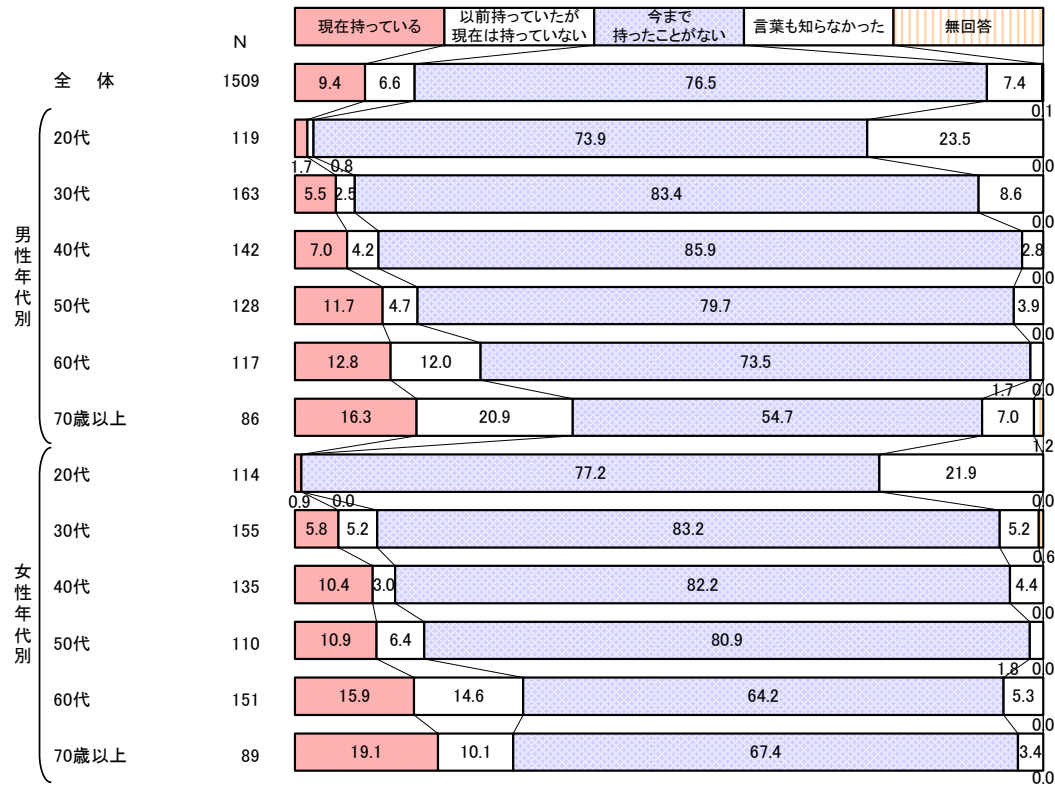 現在持っている
以前持っていたが
現在は持っていない
今まで
持ったことがない
言葉も知らなかった
無回答
N
全 体 1509 9.4 6.6 76.5 7.4 0.1
男性年代別
20代 119 1.7 0.8 73.9 23.5 0.0
30代 163 5.5 2.5 83.4 8.6 0.0
40代 142 7.0 4.2 85.9 2.8 0.0
50代 128 11.7 4.7 79.7 3.9 0.0
60代 117 12.8 12.0 73.5 1.7 0.0
70歳以上 86 16.3 20.9 54.7 7.0 1.2
女性年代別
20代 114 0.9 0.0 77.2 21.9 0.0
30代 155 5.8 5.2 83.2 5.2 0.6
40代 135 10.4 3.0 82.2 4.4 0.0
50代 110 10.9 6.4 80.9 1.8 0.0
60代 151 15.9 14.6 64.2 5.3 0.0
70歳以上 89 19.1 10.1 67.4 3.4 0.0